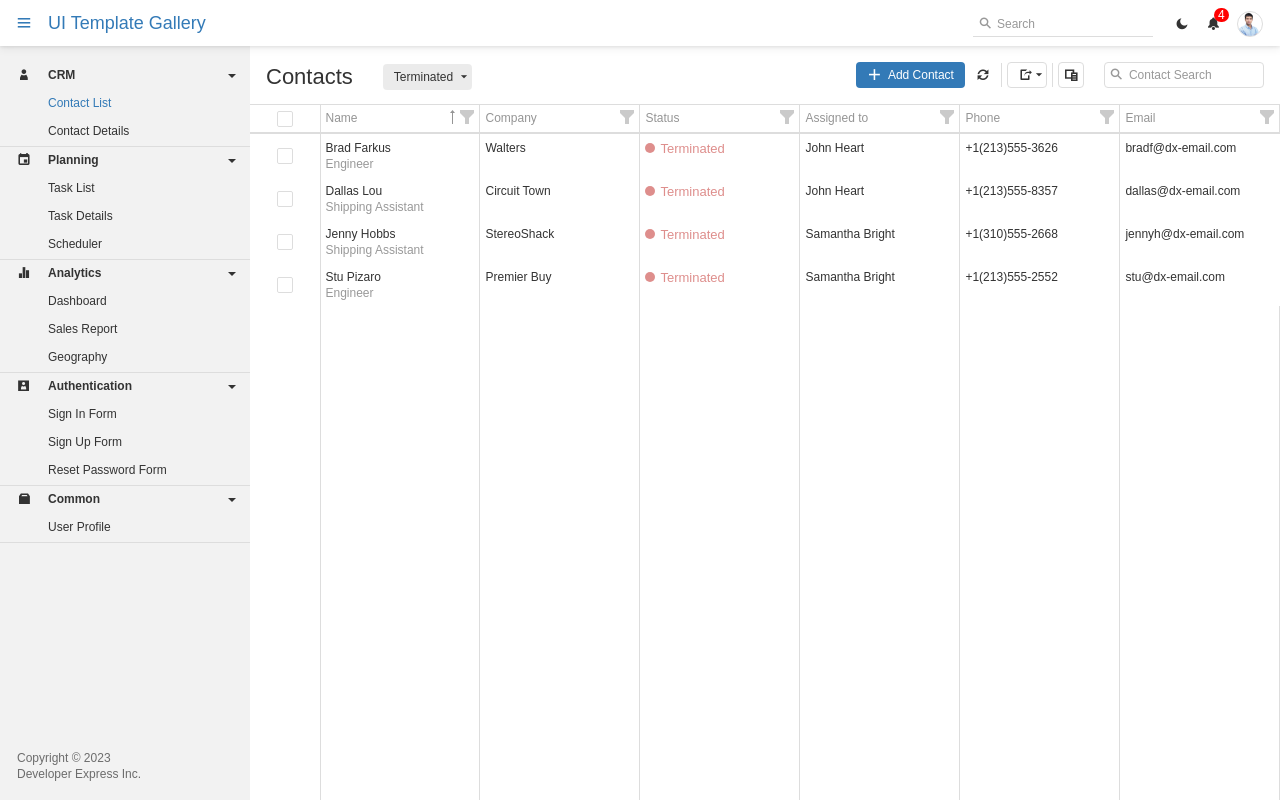 UI Template Gallery
Search
4
CRM
Contact List
Contact Details
Planning
Task List
Task Details
Scheduler
Analytics
Dashboard
Sales Report
Geography
Authentication
Sign In Form
Sign Up Form
Reset Password Form
Common
User Profile
Copyright © 2023
Developer Express Inc.
Contacts
Terminated
Add Contact
Contact Search
Name Company Status Assigned to Phone Email
Brad Farkus Walters Terminated John Heart +1(213)555-3626 bradf@dx-email.com
Engineer
Dallas Lou Circuit Town Terminated John Heart +1(213)555-8357 dallas@dx-email.com
Shipping Assistant
Jenny Hobbs StereoShack Terminated Samantha Bright +1(310)555-2668 jennyh@dx-email.com
Shipping Assistant
Stu Pizaro Premier Buy Terminated Samantha Bright +1(213)555-2552 stu@dx-email.com
Engineer